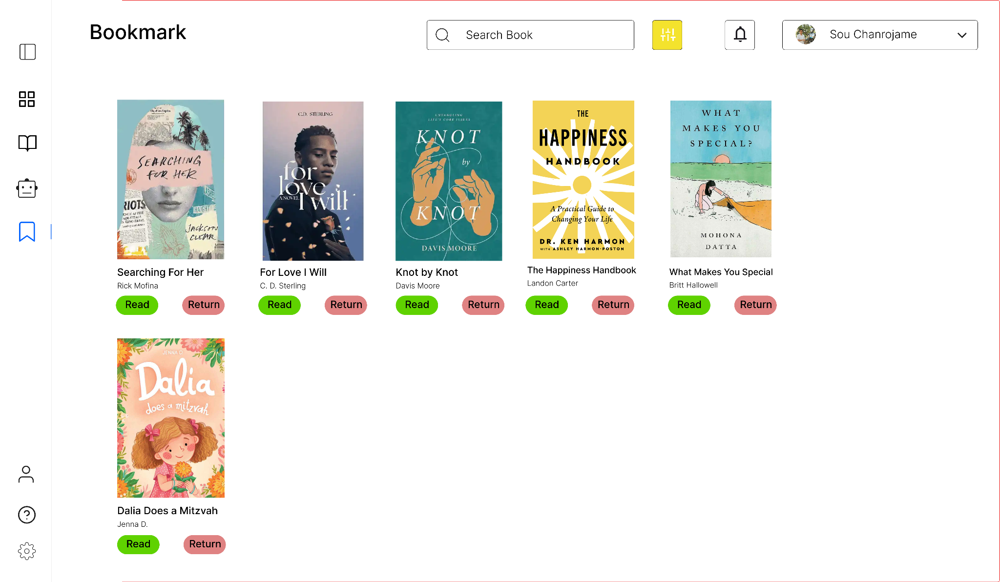 Bookmark
Search Book
Sou Chanrojame
City of Los Angeles
SEARCHING
FOR HER
RIOTS
HAIGHT
JACKSON
CLEAR
C.D. STERLING
for
love
A NOVEL
I will
UNTANGLING
LIFE'S CORE ISSUES
KNOT
by
KNOT
DAVIS MOORE
THE
HAPPINESS
HANDBOOK
A Practical Guide to
Changing Your Life
DR. KEN HARMON
WITH ASHLEY HARMON-POSTON
WHAT
MAKES YOU
SPECIAL?
MOHONA
DATTA
Searching For Her
Rick Mofina
Read
Return
For Love I Will
C. D. Sterling
Read
Return
Knot by Knot
Davis Moore
Read
Return
The Happiness Handbook
Landon Carter
Read
Return
What Makes You Special
Britt Hallowell
Read
Return
JENNA D
Dalia
does a mitzvah
Dalia Does a Mitzvah
Jenna D.
Read
Return